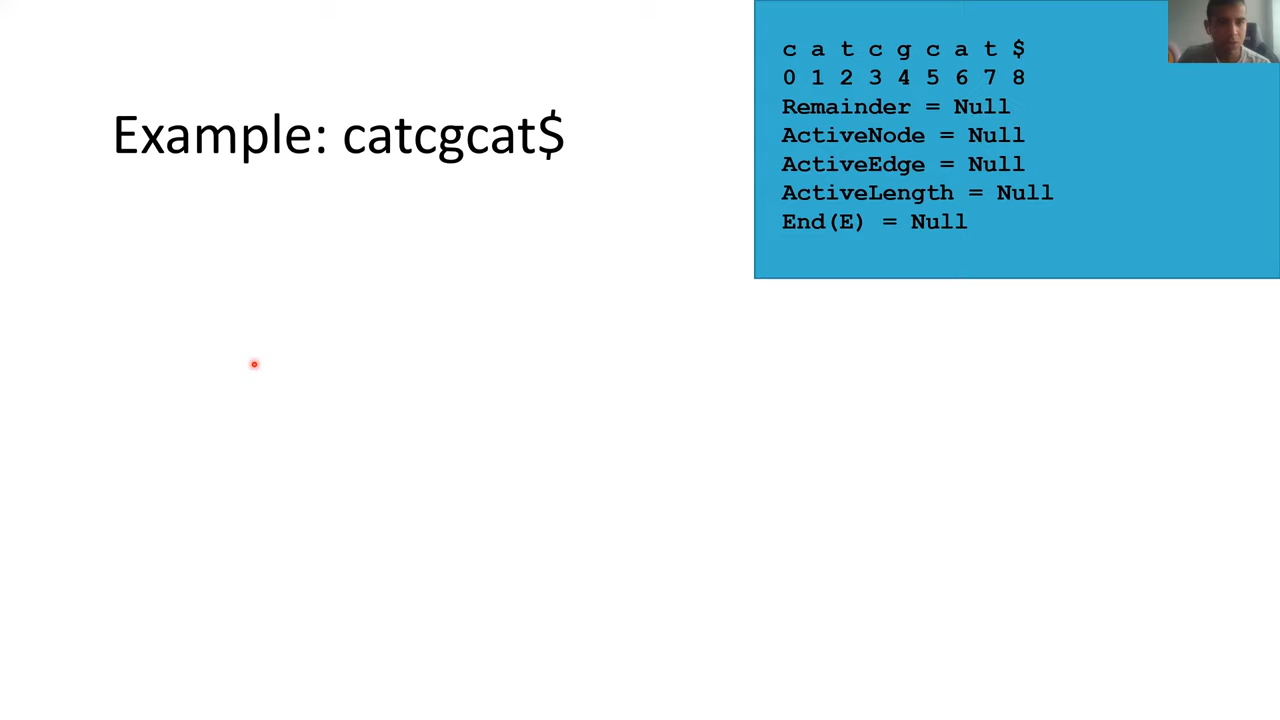 Example: catcgcat$
c a t c g c a t $
0 1 2 3 4 5 6 7 8
Remainder = Null
ActiveNode = Null
ActiveEdge = Null
ActiveLength = Null
End(E) = Null